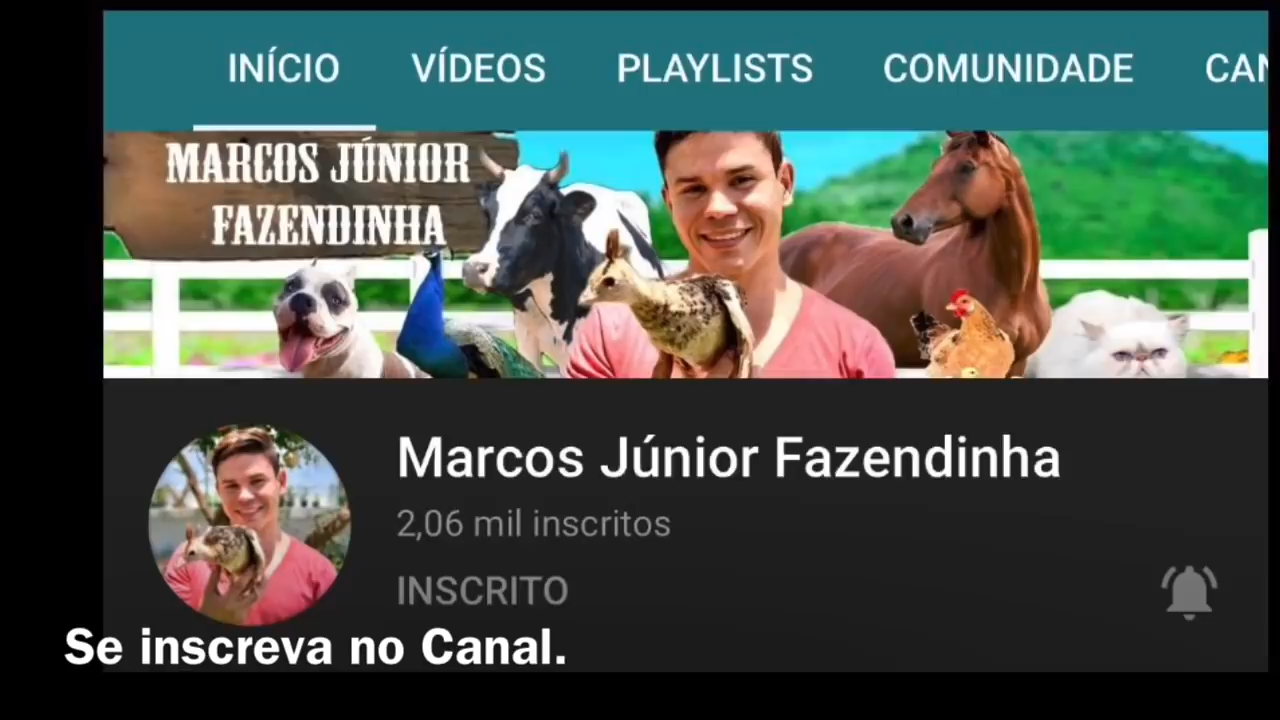 INÍCIO VÍDEOS PLAYLISTS COMUNIDADE
MARCOS JÚNIOR
FAZENDINHA
Marcos Júnior Fazendinha
2,06 mil inscritos
INSCRITO
Se inscreva no Canal.